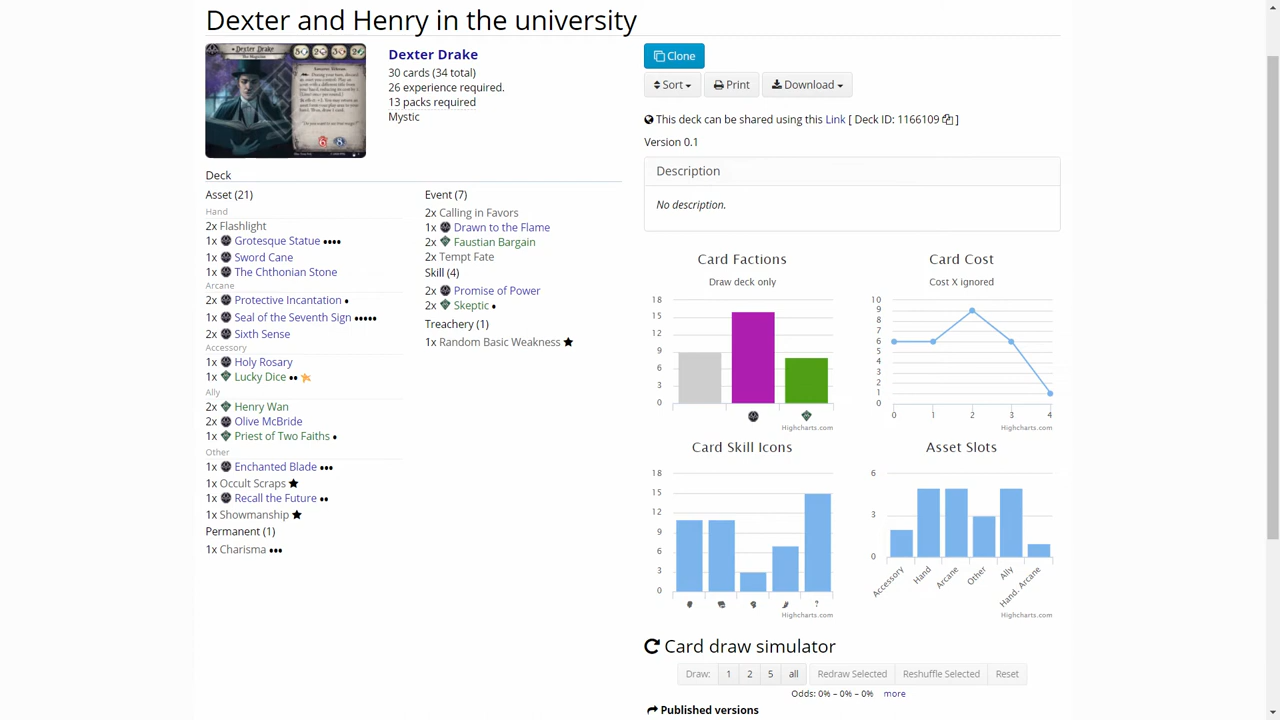 Dexter and Henry in the university
Dexter Drake
Dexter Drake
30 cards (34 total)
26 experience required.
13 packs required
Mystic
Deck
Asset (21)
Hand
2x Flashlight
1x Grotesque Statue ••••
1x Sword Cane
1x The Chthonian Stone
Arcane
2x Protective Incantation •
1x Seal of the Seventh Sign •••••
2x Sixth Sense
Accessory
1x Holy Rosary
1x Lucky Dice ••
Ally
2x Henry Wan
2x Olive McBride
1x Priest of Two Faiths •
Other
1x Enchanted Blade •••
1x Occult Scraps ★
1x Recall the Future ••
1x Showmanship ★
Permanent (1)
1x Charisma •••
Event (7)
2x Calling in Favors
1x Drawn to the Flame
2x Faustian Bargain
2x Tempt Fate
Skill (4)
2x Promise of Power
2x Skeptic •
Treachery (1)
1x Random Basic Weakness ★
Clone
Sort
Print
Download
This deck can be shared using this Link [ Deck ID: 1166109 ]
Version 0.1
Description
No description.
Card Factions
Draw deck only
18
15
12
9
6
3
0
Highcharts.com
Card Cost
Cost X ignored
10
9
8
7
6
5
4
3
2
1
0
0 1 2 3 4
Highcharts.com
Card Skill Icons
18
15
12
9
6
3
0
?
Highcharts.com
Asset Slots
6
3
0
Accessory
Hand
Arcane
Other
Ally
Hand. Arcane
Highcharts.com
Card draw simulator
Draw: 1 2 5 all Redraw Selected Reshuffle Selected Reset
Odds: 0% – 0% – 0% more
Published versions